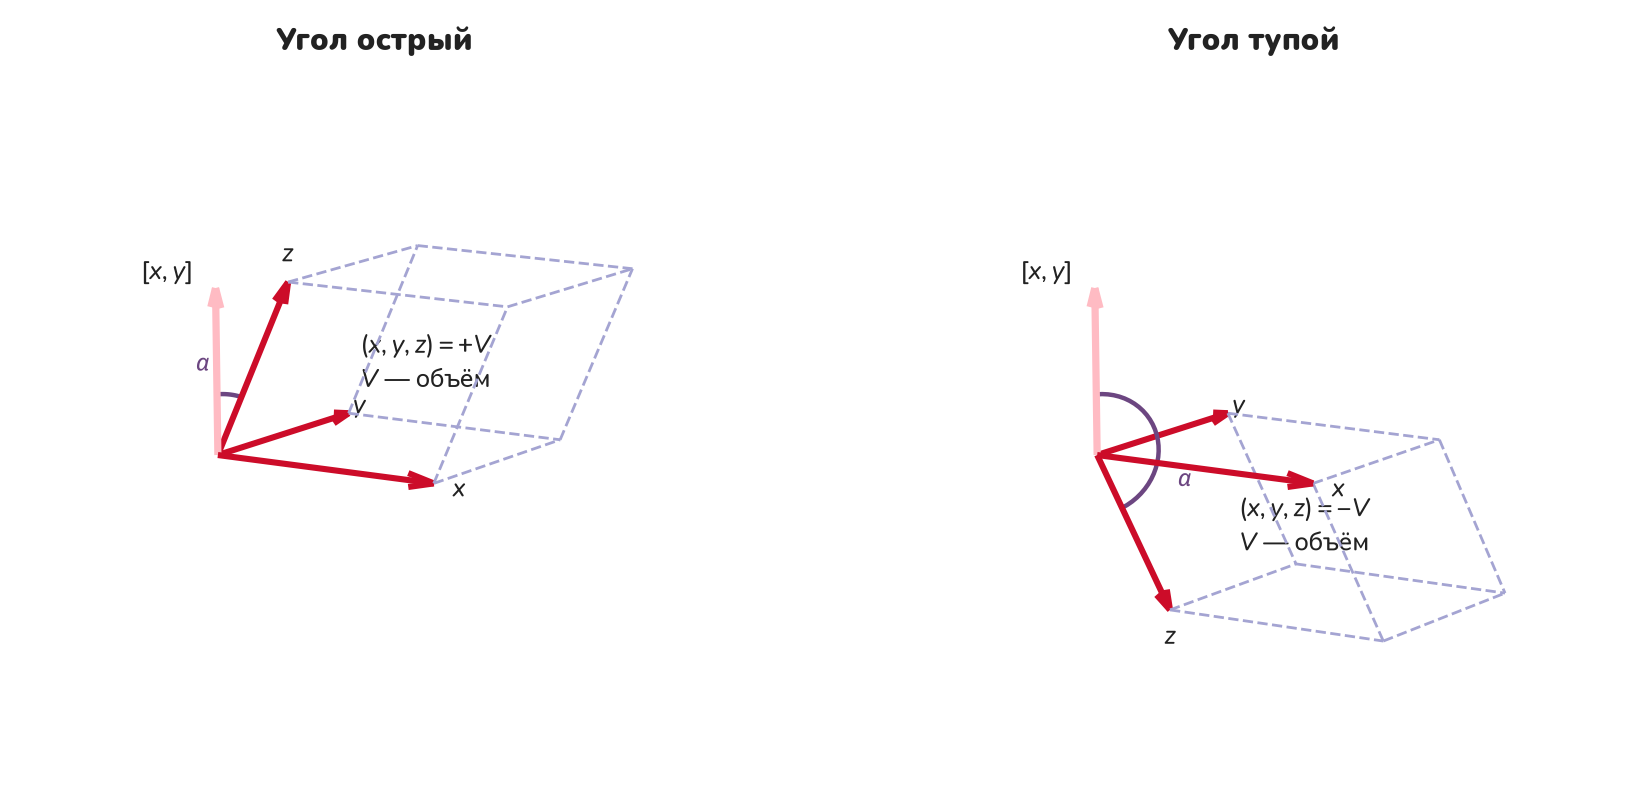 Угол острый
[x, y]
z
α
(x, y, z) = +V
V — объём
y
x
Угол тупой
[x, y]
y
α
x
(x, y, z) = −V
V — объём
z